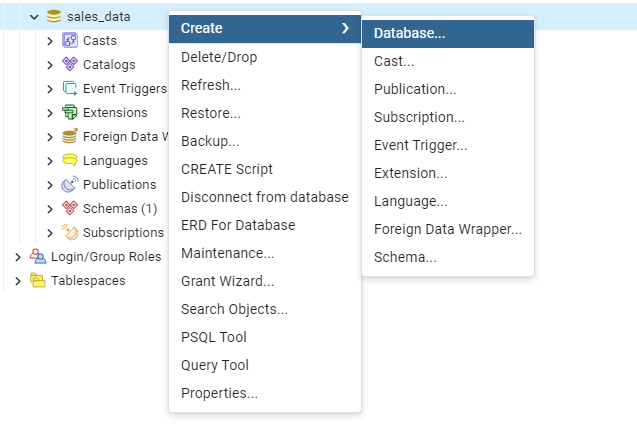 sales_data
Casts
Catalogs
Event Triggers
Extensions
Foreign Data W
Languages
Publications
Schemas (1)
Subscriptions
Login/Group Roles
Tablespaces
Create
Delete/Drop
Refresh...
Restore...
Backup...
CREATE Script
Disconnect from database
ERD For Database
Maintenance...
Grant Wizard...
Search Objects...
PSQL Tool
Query Tool
Properties...
Database...
Cast...
Publication...
Subscription...
Event Trigger...
Extension...
Language...
Foreign Data Wrapper...
Schema...